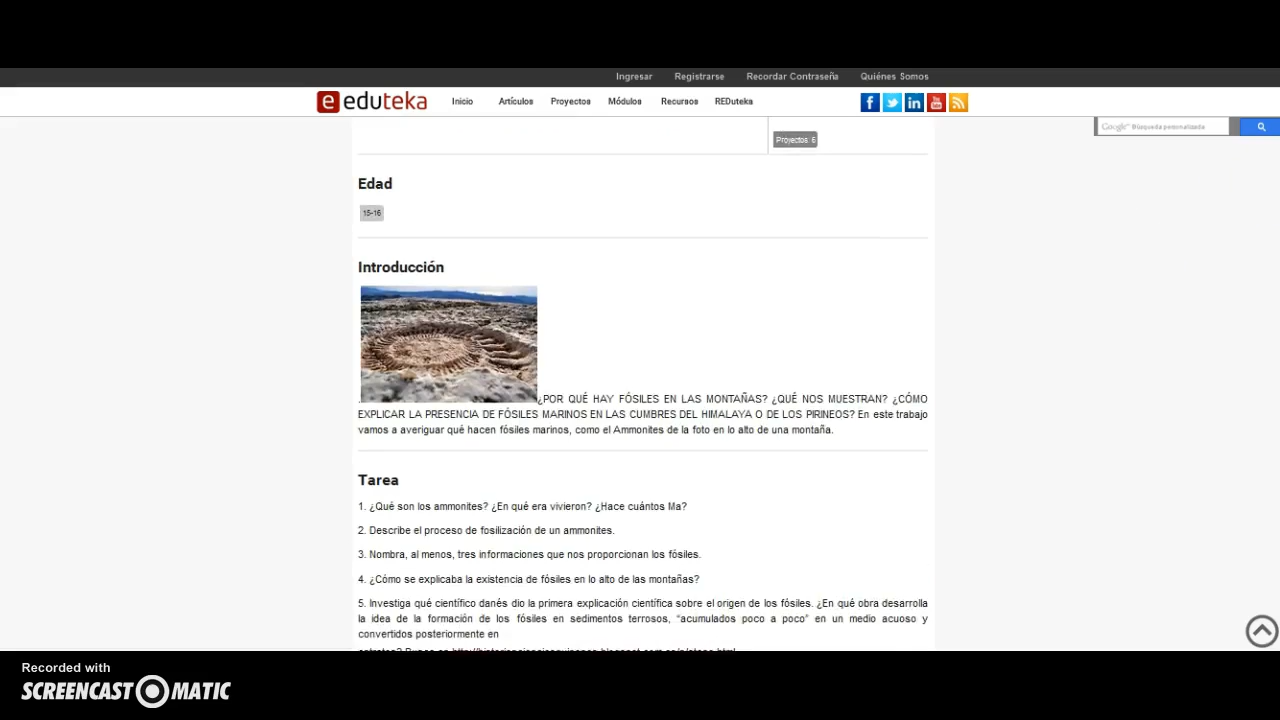 Ingresar Registrarse Recordar Contraseña Quiénes Somos
eduteka Inicio Artículos Proyectos Módulos Recursos REDuteka
Google Búsqueda personalizada
Proyectos: 6
Edad
15-16
Introducción
.¿POR QUÉ HAY FÓSILES EN LAS MONTAÑAS? ¿QUÉ NOS MUESTRAN? ¿CÓMO
EXPLICAR LA PRESENCIA DE FÓSILES MARINOS EN LAS CUMBRES DEL HIMALAYA O DE LOS PIRINEOS? En este trabajo
vamos a averiguar qué hacen fósiles marinos, como el Ammonites de la foto en lo alto de una montaña.
Tarea
1. ¿Qué son los ammonites? ¿En qué era vivieron? ¿Hace cuántos Ma?
2. Describe el proceso de fosilización de un ammonites.
3. Nombra, al menos, tres informaciones que nos proporcionan los fósiles.
4. ¿Cómo se explicaba la existencia de fósiles en lo alto de las montañas?
5. Investiga qué científico danés dio la primera explicación científica sobre el origen de los fósiles. ¿En qué obra desarrolla
la idea de la formación de los fósiles en sedimentos terrosos, “acumulados poco a poco” en un medio acuoso y
convertidos posteriormente en
Recorded with
SCREENCAST-O-MATIC